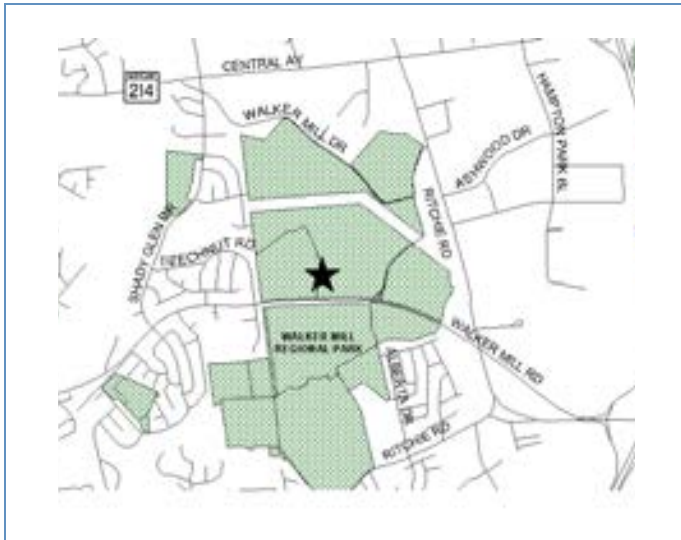 CENTRAL AV
214
WALKER MILL DR
HAMPTON PARK BL
ASHWOOD DR
RITCHIE RD
SHADY GLEN DR
BEECHNUT RD
WALKER MILL
REGIONAL PARK
WALKER MILL RD
ALBERTA DR
RITCHIE RD